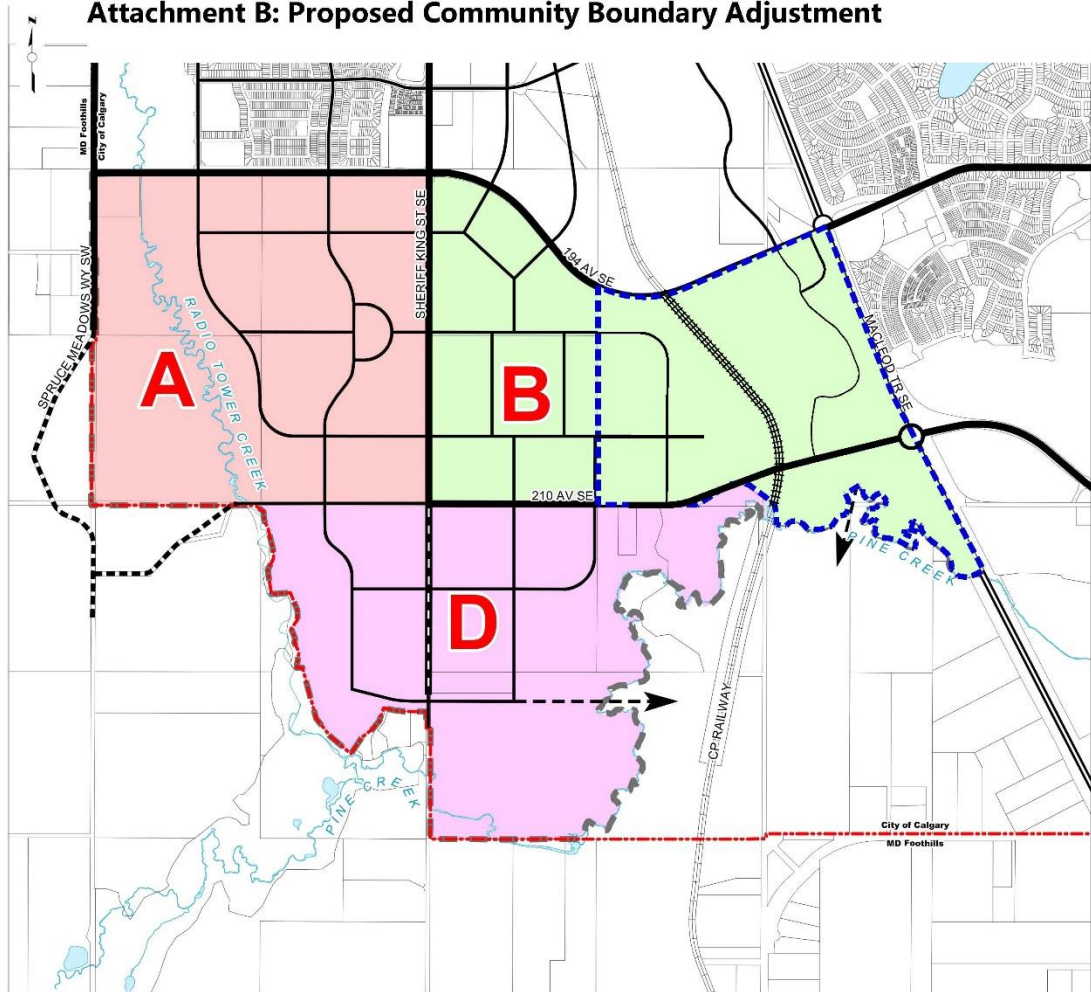 Attachment B: Proposed Community Boundary Adjustment
N
MD Foothills
City of Calgary
SPRUCE MEADOWS WY SW
RADIO TOWER CREEK
SHERIFF KING ST SE
194 AV SE
MACLEOD TR SE
A
B
210 AV SE
PINE CREEK
D
CP RAILWAY
PINE CREEK
City of Calgary
MD Foothills